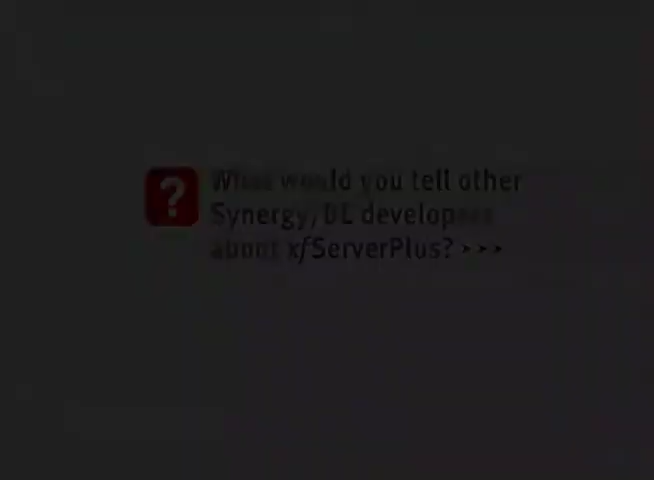 ?
What would you tell other
Synergy/DE developers
about xfServerPlus? ➤➤➤